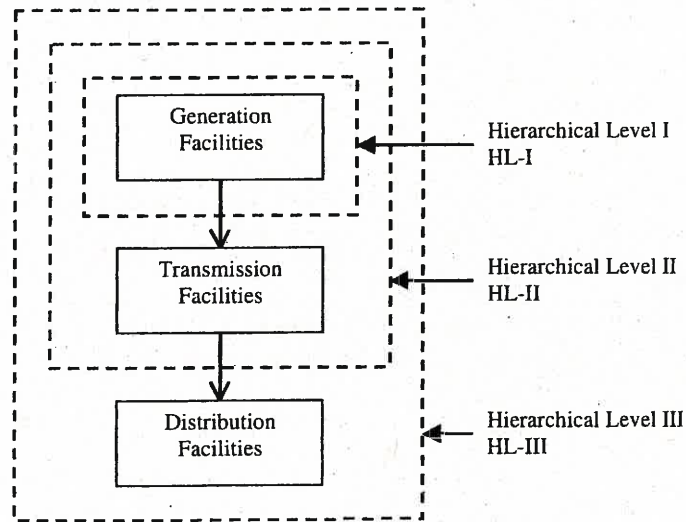 Generation
Facilities
Hierarchical Level I
HL-I
Transmission
Facilities
Hierarchical Level II
HL-II
Distribution
Facilities
Hierarchical Level III
HL-III